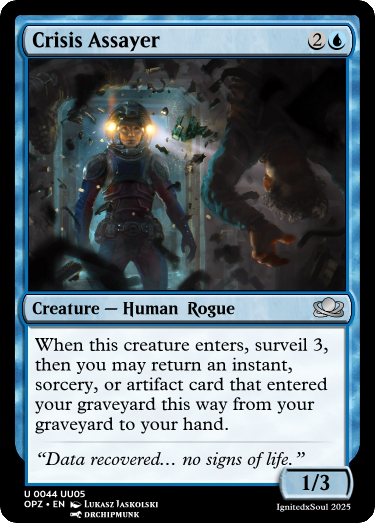 Crisis Assayer 2
Creature — Human Rogue
When this creature enters, surveil 3,
then you may return an instant,
sorcery, or artifact card that entered
your graveyard this way from your
graveyard to your hand.
“Data recovered… no signs of life.”
1/3
U 0044 UU05
OPZ • EN Lukasz Jaskolski
DrChipmunk
IgnitedxSoul 2025